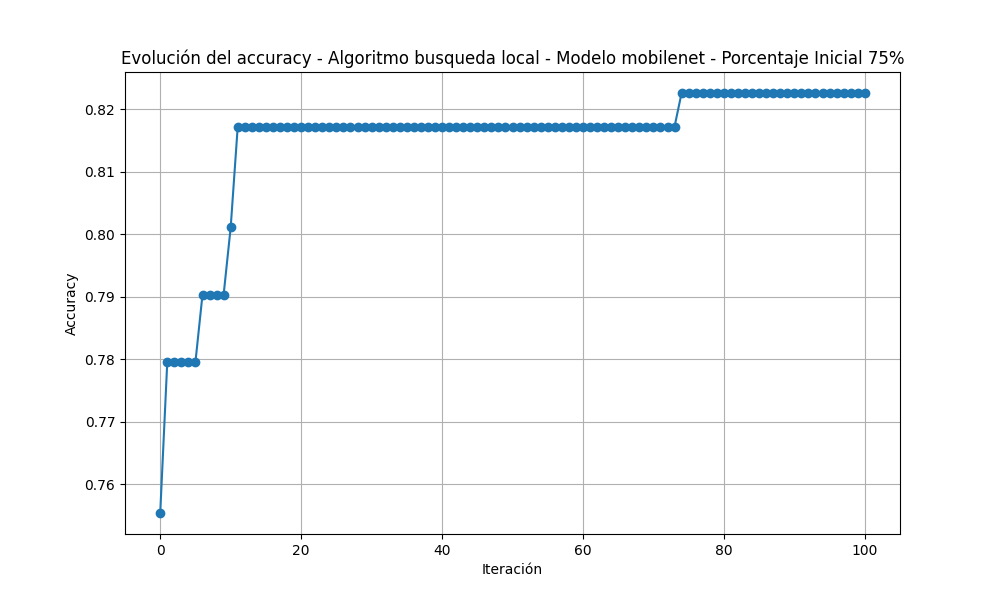 Evolución del accuracy - Algoritmo busqueda local - Modelo mobilenet - Porcentaje Inicial 75%
0.82
0.81
0.80
0.79
0.78
0.77
0.76
Accuracy
0 20 40 60 80 100
Iteración